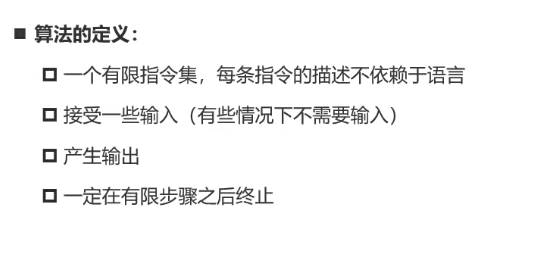 ■ 算法的定义：
□ 一个有限指令集，每条指令的描述不依赖于语言
□ 接受一些输入（有些情况下不需要输入）
□ 产生输出
□ 一定在有限步骤之后终止